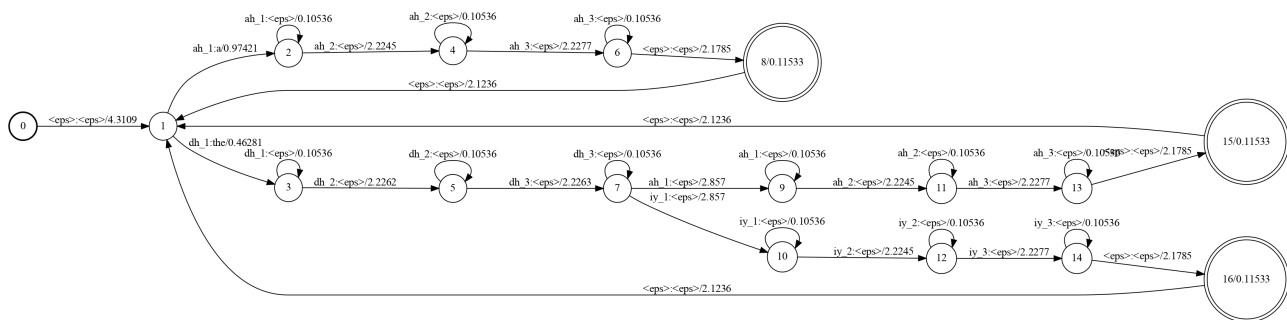 ah_1:<eps>/0.10536
ah_2:<eps>/0.10536
ah_3:<eps>/0.10536
ah_1:a/0.97421
2
ah_2:<eps>/2.2245
4
ah_3:<eps>/2.2277
6
<eps>:<eps>/2.1785
8/0.11533
<eps>:<eps>/2.1236
0
<eps>:<eps>/4.3109
1
<eps>:<eps>/2.1236
15/0.11533
dh_1:the/0.46281
dh_1:<eps>/0.10536
dh_2:<eps>/0.10536
dh_3:<eps>/0.10536
ah_1:<eps>/0.10536
ah_2:<eps>/0.10536
ah_3:<eps>/0.10536
<eps>:<eps>/2.1785
3
dh_2:<eps>/2.2262
5
dh_3:<eps>/2.2263
7
ah_1:<eps>/2.857
9
ah_2:<eps>/2.2245
11
ah_3:<eps>/2.2277
13
iy_1:<eps>/2.857
iy_1:<eps>/0.10536
iy_2:<eps>/0.10536
iy_3:<eps>/0.10536
10
iy_2:<eps>/2.2245
12
iy_3:<eps>/2.2277
14
<eps>:<eps>/2.1785
16/0.11533
<eps>:<eps>/2.1236